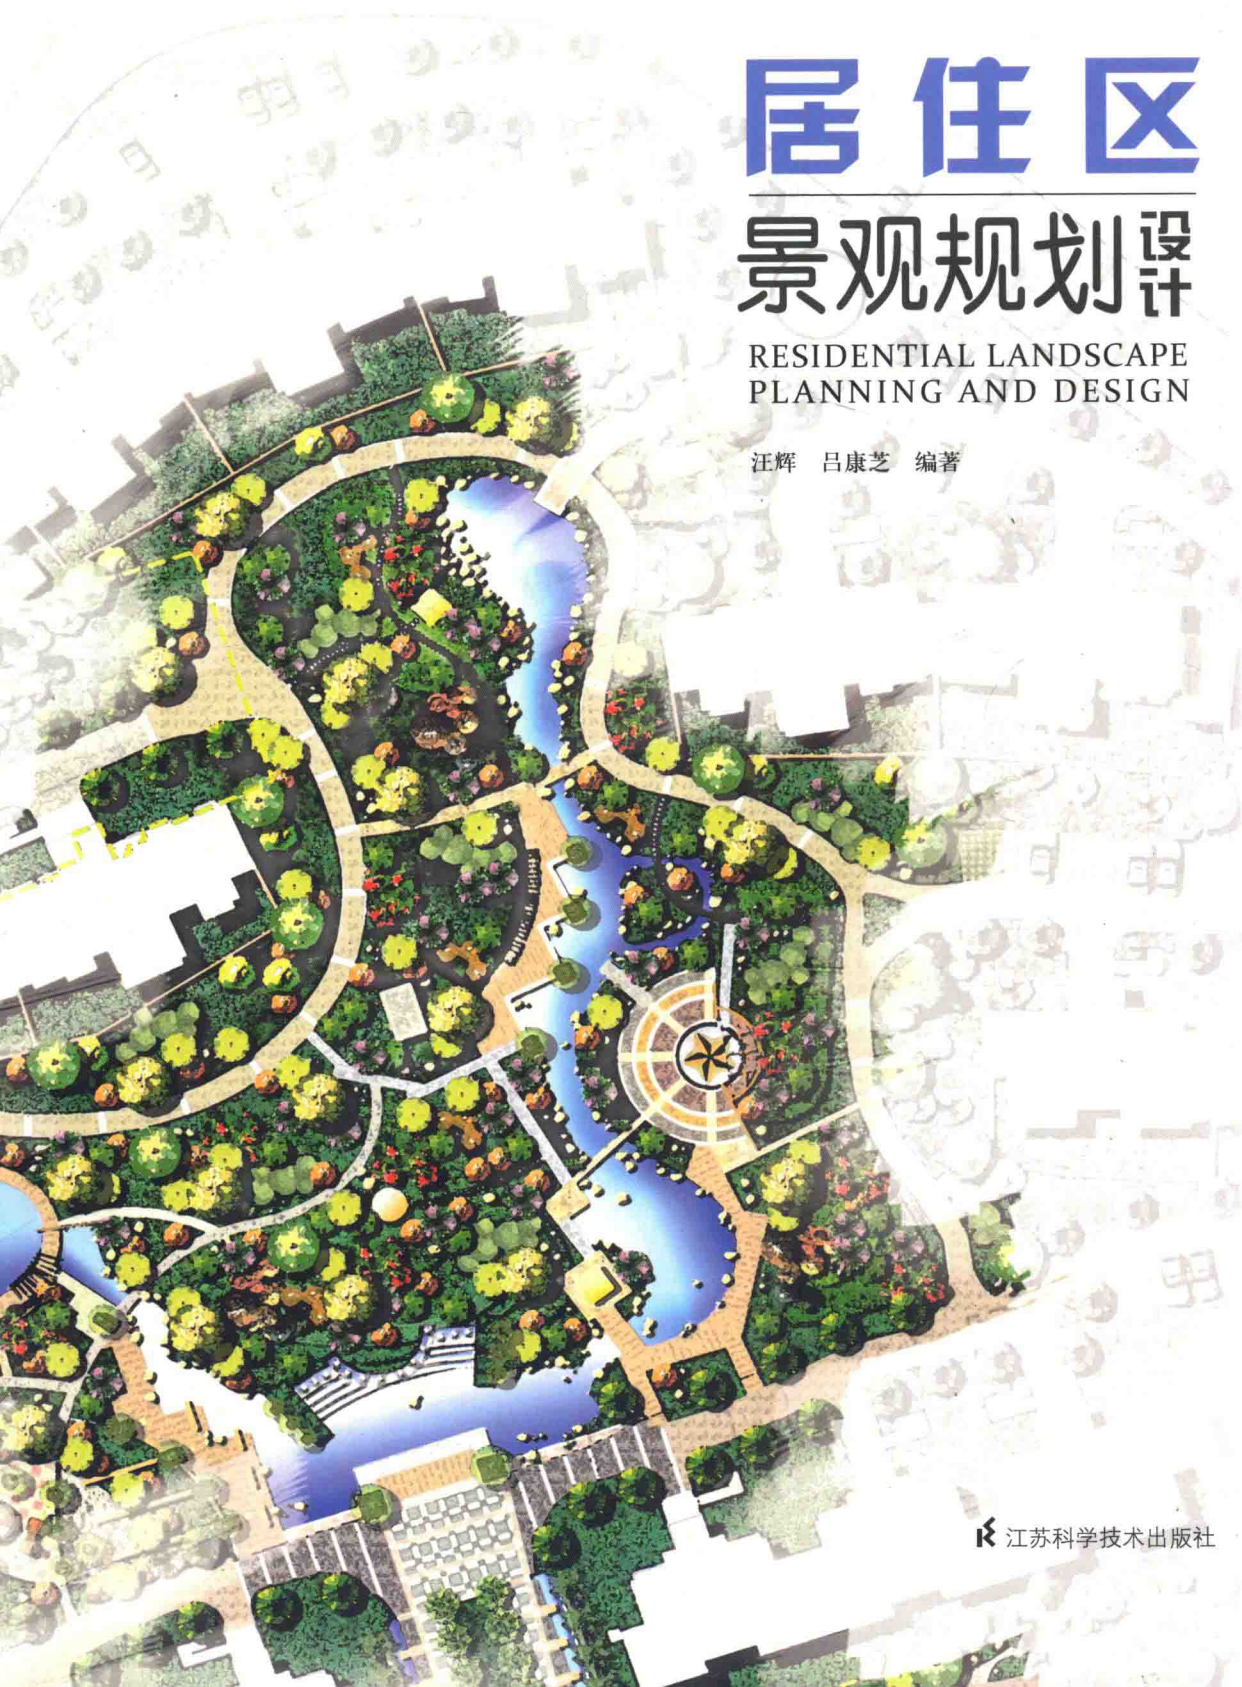 居住区
景观规划设计
RESIDENTIAL LANDSCAPE
PLANNING AND DESIGN
汪辉 吕康芝 编著
江苏科学技术出版社